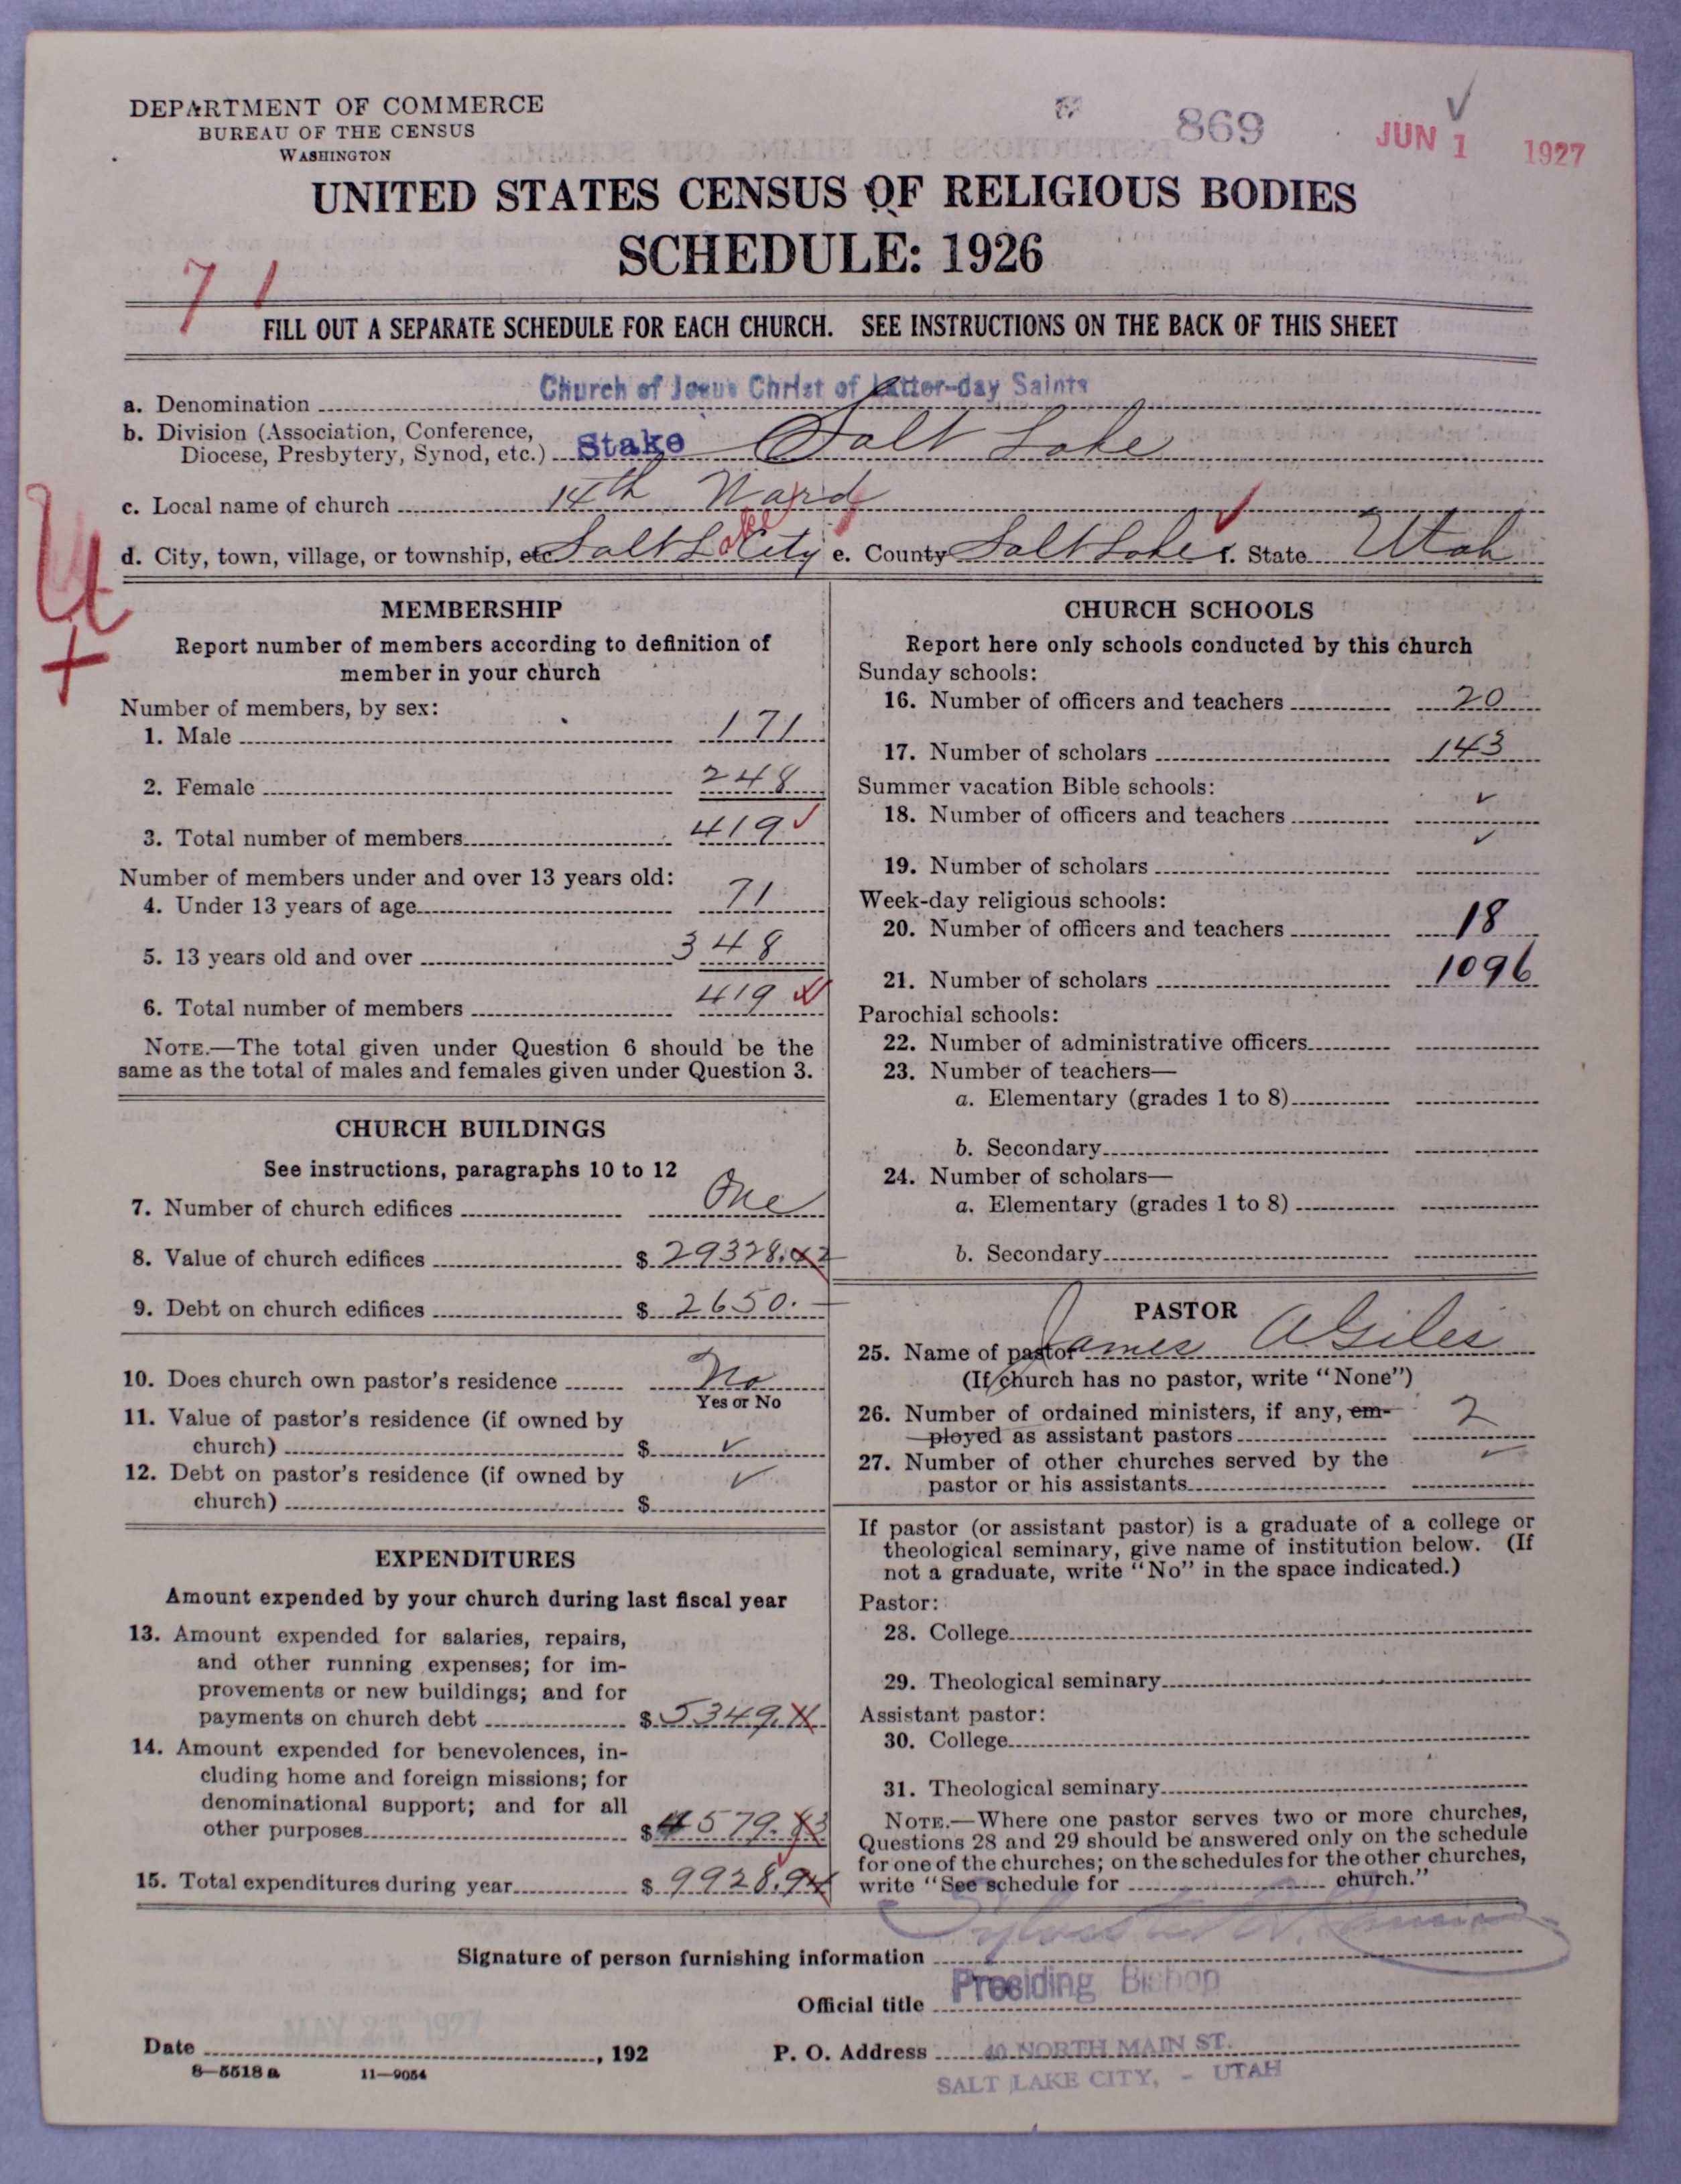 DEPARTMENT OF COMMERCE
BUREAU OF THE CENSUS
WASHINGTON
869
JUN 1 1927
UNITED STATES CENSUS OF RELIGIOUS BODIES
SCHEDULE: 1926
71
FILL OUT A SEPARATE SCHEDULE FOR EACH CHURCH. SEE INSTRUCTIONS ON THE BACK OF THIS SHEET
a. Denomination Church of Jesus Christ of Latter-day Saints
b. Division (Association, Conference,
Diocese, Presbytery, Synod, etc.) Stake Salt Lake
c. Local name of church 14th Ward
d. City, town, village, or township, etc Salt Lake City e. County Salt Lake f. State Utah
MEMBERSHIP
Report number of members according to definition of
member in your church
Number of members, by sex:
1. Male 171
2. Female 248
3. Total number of members 419 ✓
Number of members under and over 13 years old:
4. Under 13 years of age 71
5. 13 years old and over 348
6. Total number of members 419 ✓
NOTE.—The total given under Question 6 should be the
same as the total of males and females given under Question 3.
CHURCH BUILDINGS
See instructions, paragraphs 10 to 12
7. Number of church edifices One
8. Value of church edifices $ 29328.42
9. Debt on church edifices $ 2650.—
10. Does church own pastor's residence No
Yes or No
11. Value of pastor's residence (if owned by
church) $ ✓
12. Debt on pastor's residence (if owned by
church) $ ✓
EXPENDITURES
Amount expended by your church during last fiscal year
13. Amount expended for salaries, repairs,
and other running expenses; for im-
provements or new buildings; and for
payments on church debt $ 5349.11
14. Amount expended for benevolences, in-
cluding home and foreign missions; for
denominational support; and for all
other purposes $ 4579.83
15. Total expenditures during year $ 9928.94
CHURCH SCHOOLS
Report here only schools conducted by this church
Sunday schools:
16. Number of officers and teachers 20
17. Number of scholars 143
Summer vacation Bible schools:
18. Number of officers and teachers ✓
19. Number of scholars ✓
Week-day religious schools:
20. Number of officers and teachers 18
21. Number of scholars 1096
Parochial schools:
22. Number of administrative officers
23. Number of teachers—
a. Elementary (grades 1 to 8)
b. Secondary
24. Number of scholars—
a. Elementary (grades 1 to 8)
b. Secondary
PASTOR
25. Name of pastor James A Giles
(If church has no pastor, write "None")
26. Number of ordained ministers, if any, em-
ployed as assistant pastors 2
27. Number of other churches served by the
pastor or his assistants ✓
If pastor (or assistant pastor) is a graduate of a college or
theological seminary, give name of institution below. (If
not a graduate, write "No" in the space indicated.)
Pastor:
28. College
29. Theological seminary
Assistant pastor:
30. College
31. Theological seminary
NOTE.—Where one pastor serves two or more churches,
Questions 28 and 29 should be answered only on the schedule
for one of the churches; on the schedules for the other churches,
write "See schedule for church."
Signature of person furnishing information
Official title Presiding Bishop
MAY 25 1927
Date , 192
P. O. Address 40 NORTH MAIN ST.
SALT LAKE CITY, - UTAH
8—5518 a 11—9054